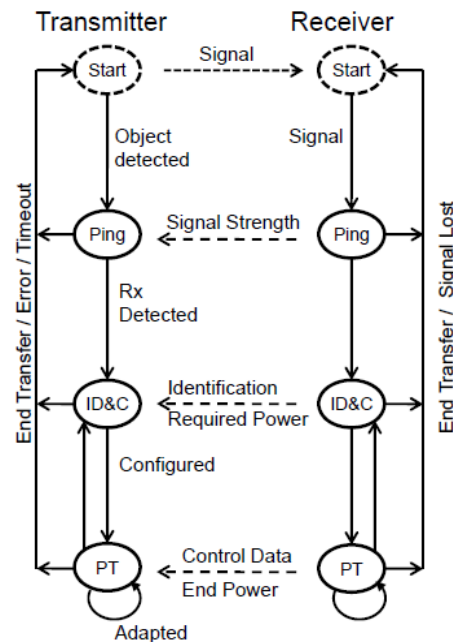 Transmitter Receiver
Start Signal Start
Object
detected
Signal
Ping Signal Strength Ping
Rx
Detected
ID&C Identification ID&C
Required Power
Configured
PT Control Data PT
End Power
Adapted
End Transfer / Error / Timeout
End Transfer / Signal Lost